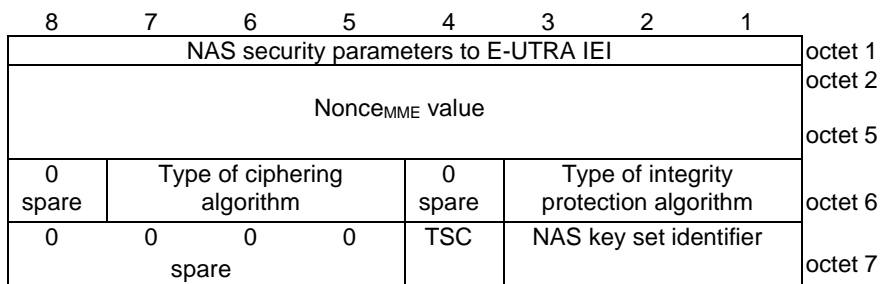 8 7 6 5 4 3 2 1
NAS security parameters to E-UTRA IEI octet 1
octet 2
NonceMME value
octet 5
0 Type of ciphering 0 Type of integrity
spare algorithm spare protection algorithm octet 6
0 0 0 0 TSC NAS key set identifier
spare octet 7